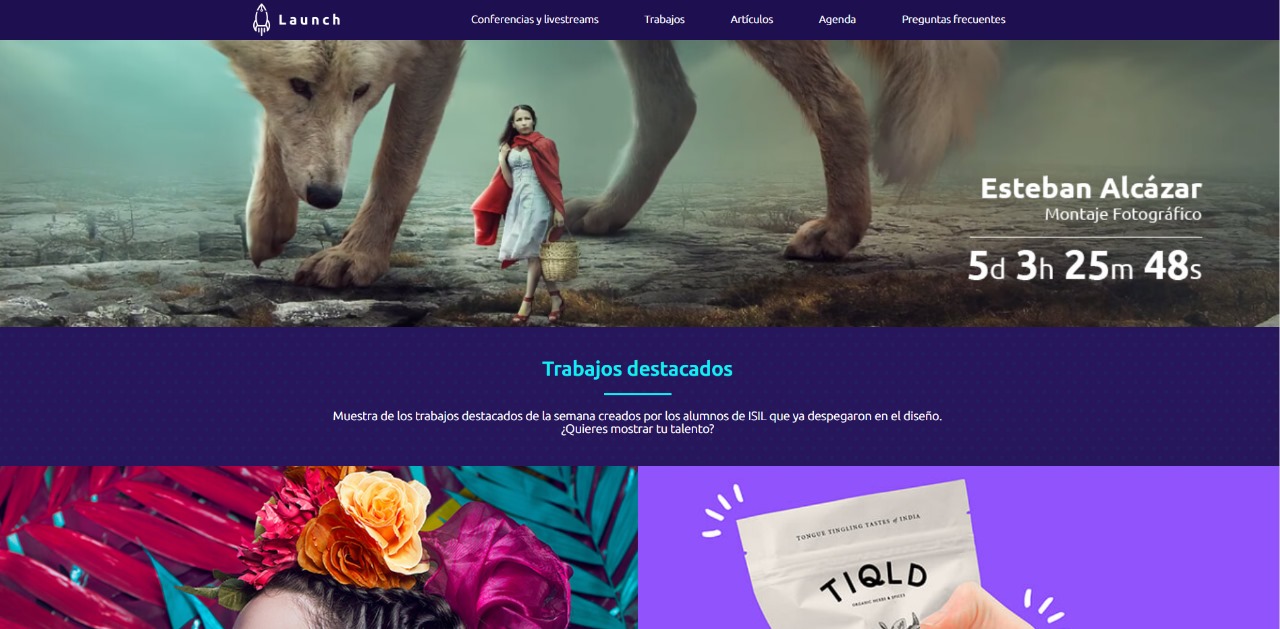 Launch
Conferencias y livestreams
Trabajos
Artículos
Agenda
Preguntas frecuentes
Esteban Alcázar
Montaje Fotográfico
5d 3h 25m 48s
Trabajos destacados
Muestra de los trabajos destacados de la semana creados por los alumnos de ISIL que ya despegaron en el diseño.
¿Quieres mostrar tu talento?
TONGUE TINGLING TASTES of INDIA
TIQLD
ORGANIC HERBS & SPICES